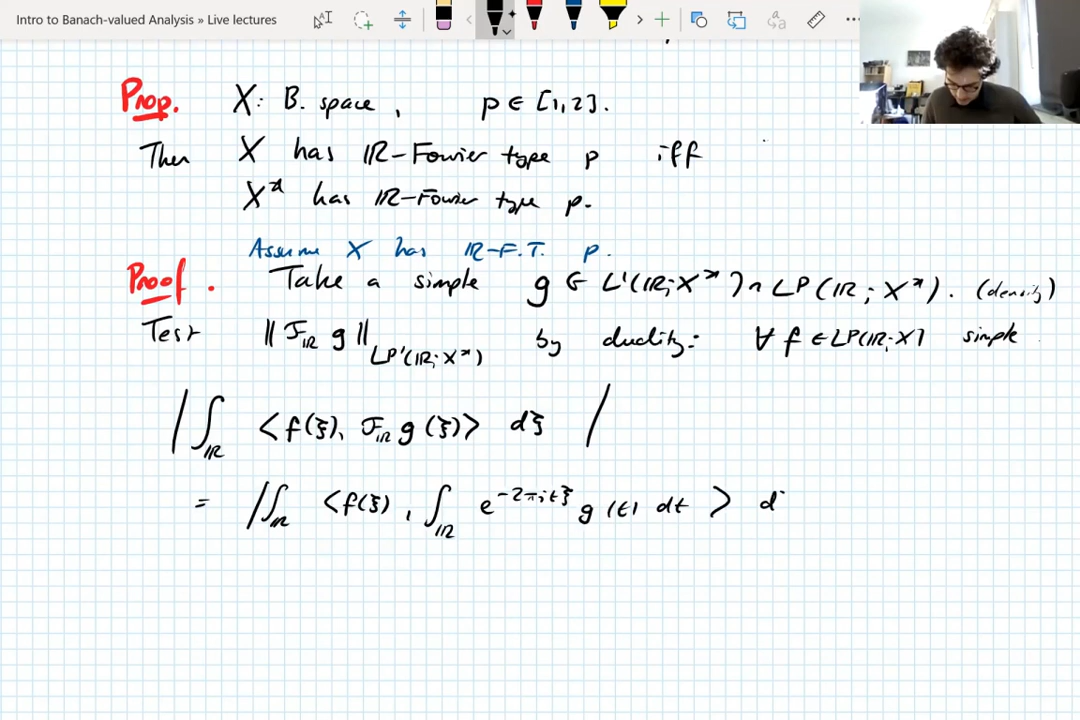 Intro to Banach-valued Analysis » Live lectures
Prop. X: B. space, p ∈ [1,2].
Then X has ℝ-Fourier type p iff
X* has ℝ-Fourier type p.
Assume X has ℝ-F.T. p.
Proof. Take a simple g ∈ L¹(ℝ; X*) ∩ Lᵖ(ℝ; X*). (density)
Test ‖ℱ_ℝ g‖_{Lᵖ'(ℝ; X*)} by duality: ∀ f ∈ Lᵖ(ℝ; X) simple
| ∫_ℝ <f(ξ), ℱ_ℝ g(ξ)> dξ |
= | ∫_ℝ <f(ξ), ∫_ℝ e^{-2πitξ} g(t) dt > d